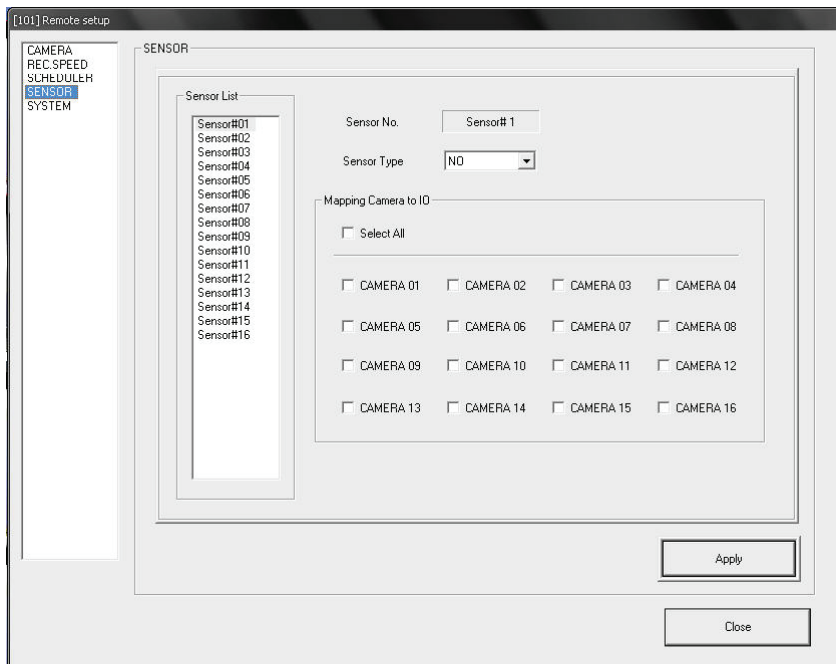 [101] Remote setup
CAMERA
REC.SPEED
SCHEDULER
SENSOR
SYSTEM
SENSOR
Sensor List
Sensor#01
Sensor#02
Sensor#03
Sensor#04
Sensor#05
Sensor#06
Sensor#07
Sensor#08
Sensor#09
Sensor#10
Sensor#11
Sensor#12
Sensor#13
Sensor#14
Sensor#15
Sensor#16
Sensor No. Sensor# 1
Sensor Type NO
Mapping Camera to IO
Select All
CAMERA 01 CAMERA 02 CAMERA 03 CAMERA 04
CAMERA 05 CAMERA 06 CAMERA 07 CAMERA 08
CAMERA 09 CAMERA 10 CAMERA 11 CAMERA 12
CAMERA 13 CAMERA 14 CAMERA 15 CAMERA 16
Apply
Close